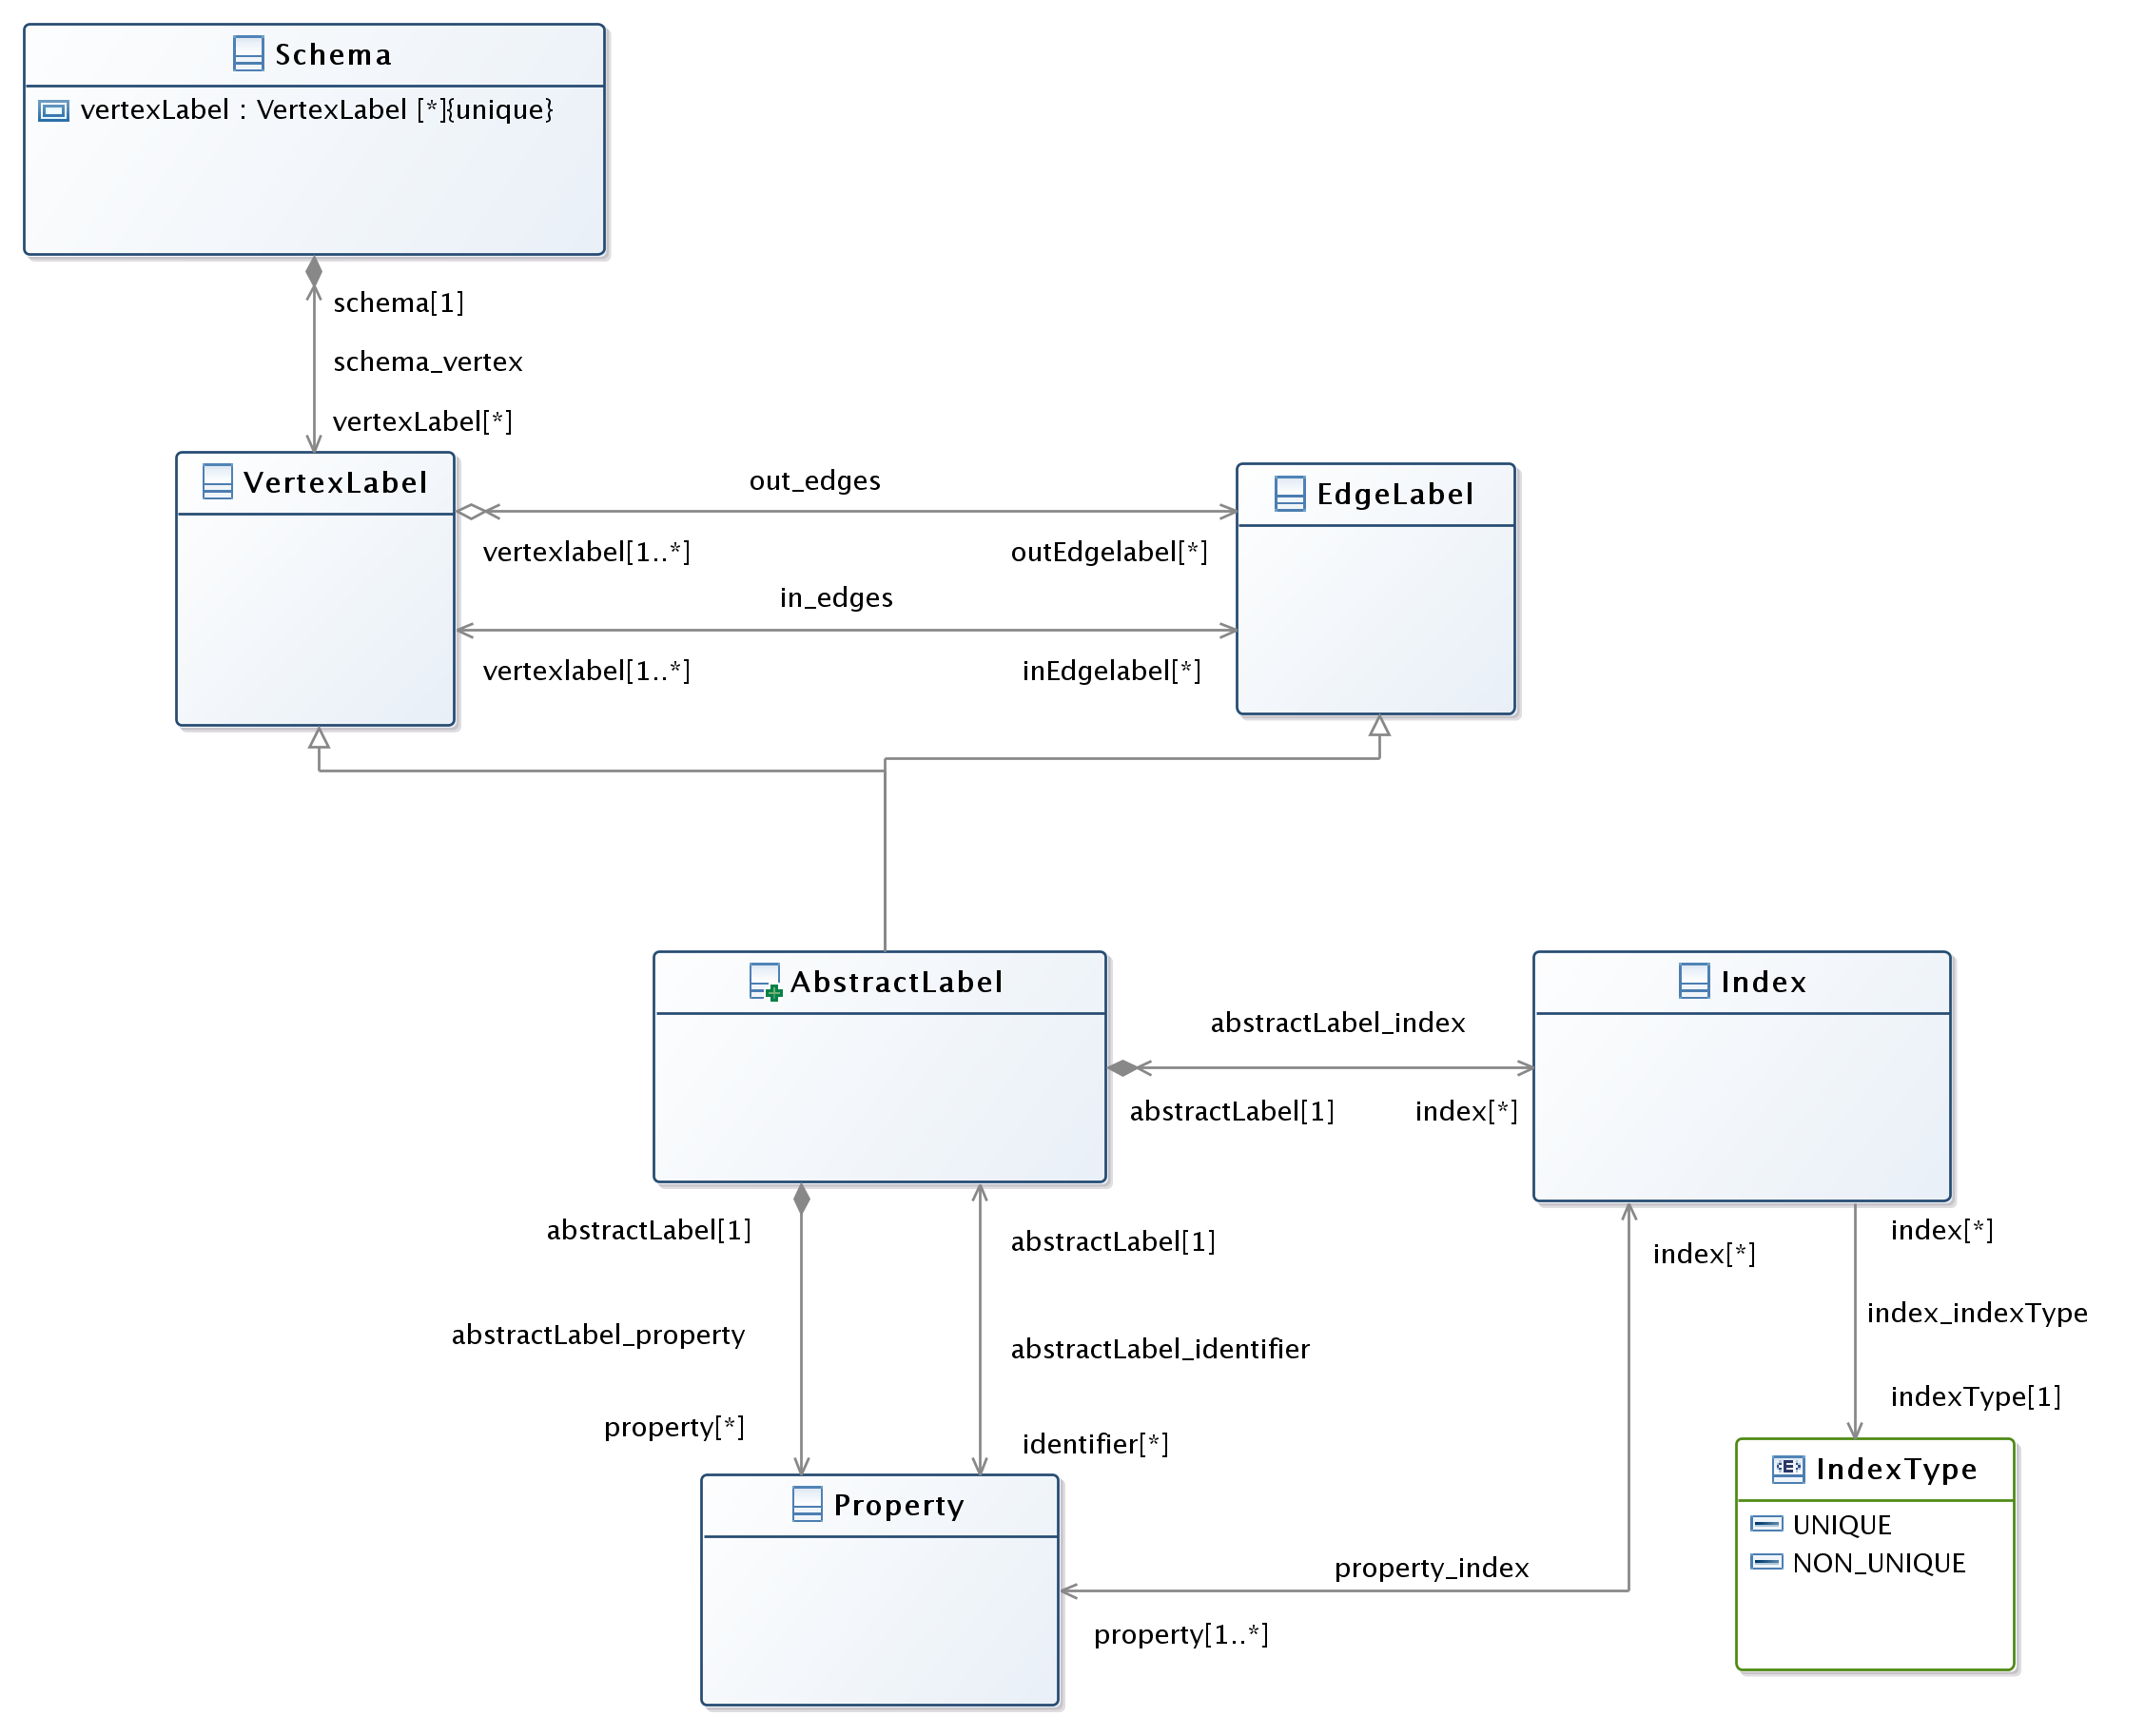 Schema
vertexLabel : VertexLabel [*]{unique}
schema[1]
schema_vertex
vertexLabel[*]
VertexLabel
out_edges
EdgeLabel
vertexlabel[1..*]
outEdgelabel[*]
in_edges
vertexlabel[1..*]
inEdgelabel[*]
AbstractLabel
Index
abstractLabel_index
abstractLabel[1]
index[*]
abstractLabel[1]
abstractLabel[1]
index[*]
index[*]
abstractLabel_property
abstractLabel_identifier
index_indexType
property[*]
identifier[*]
indexType[1]
Property
IndexType
UNIQUE
NON_UNIQUE
property_index
property[1..*]